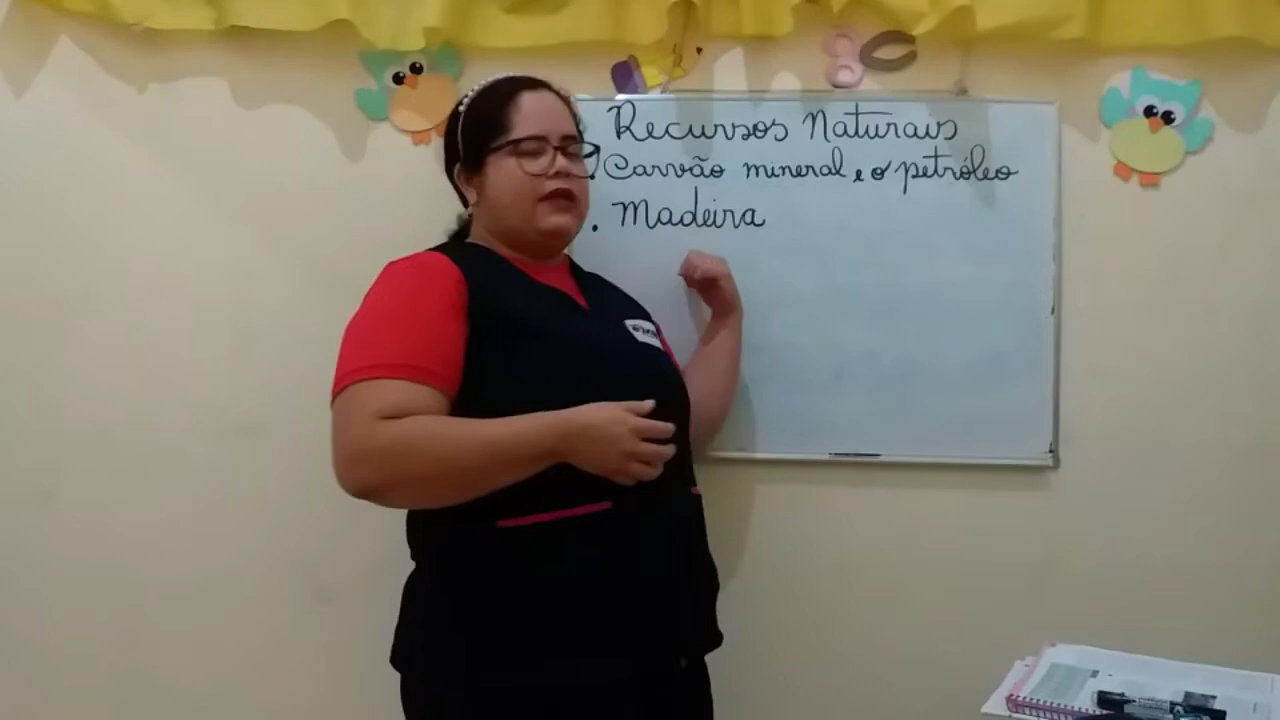 Recursos Naturais
. Carvão mineral, e o petróleo
. Madeira